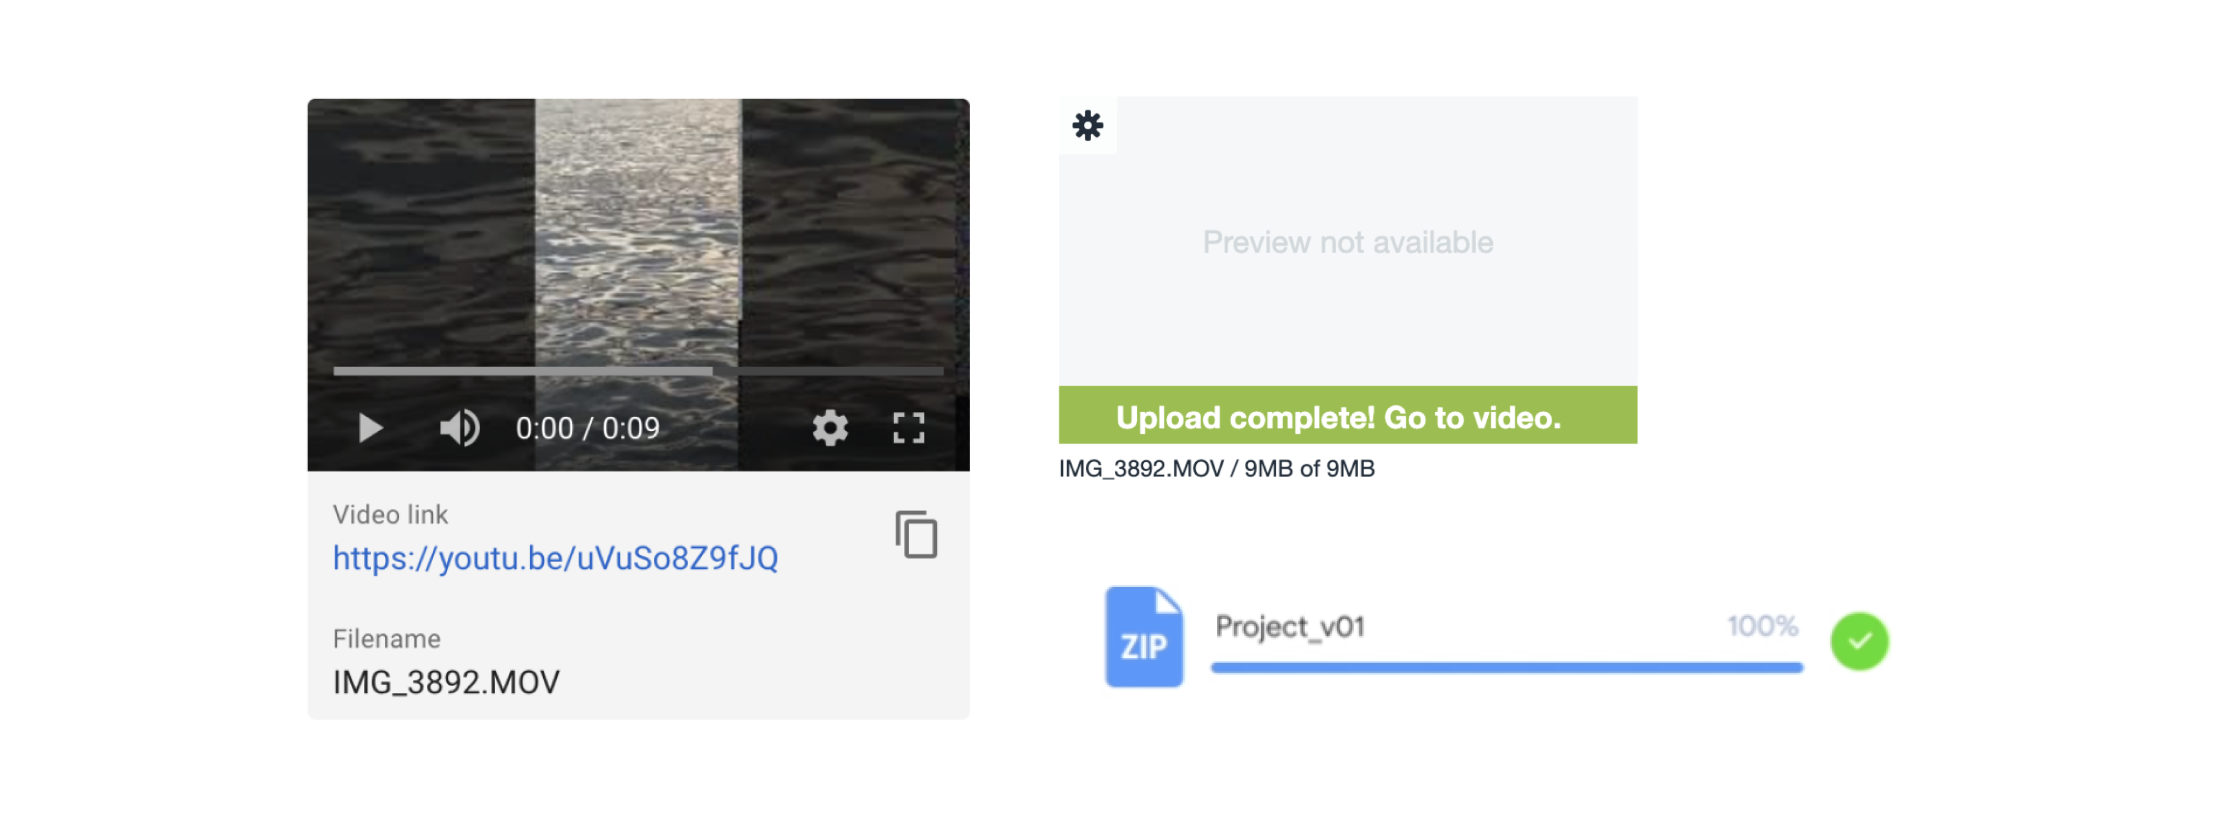 0:00 / 0:09
Video link
https://youtu.be/uVuSo8Z9fJQ
Filename
IMG_3892.MOV
Preview not available
Upload complete! Go to video.
IMG_3892.MOV / 9MB of 9MB
ZIP
Project_v01
100%